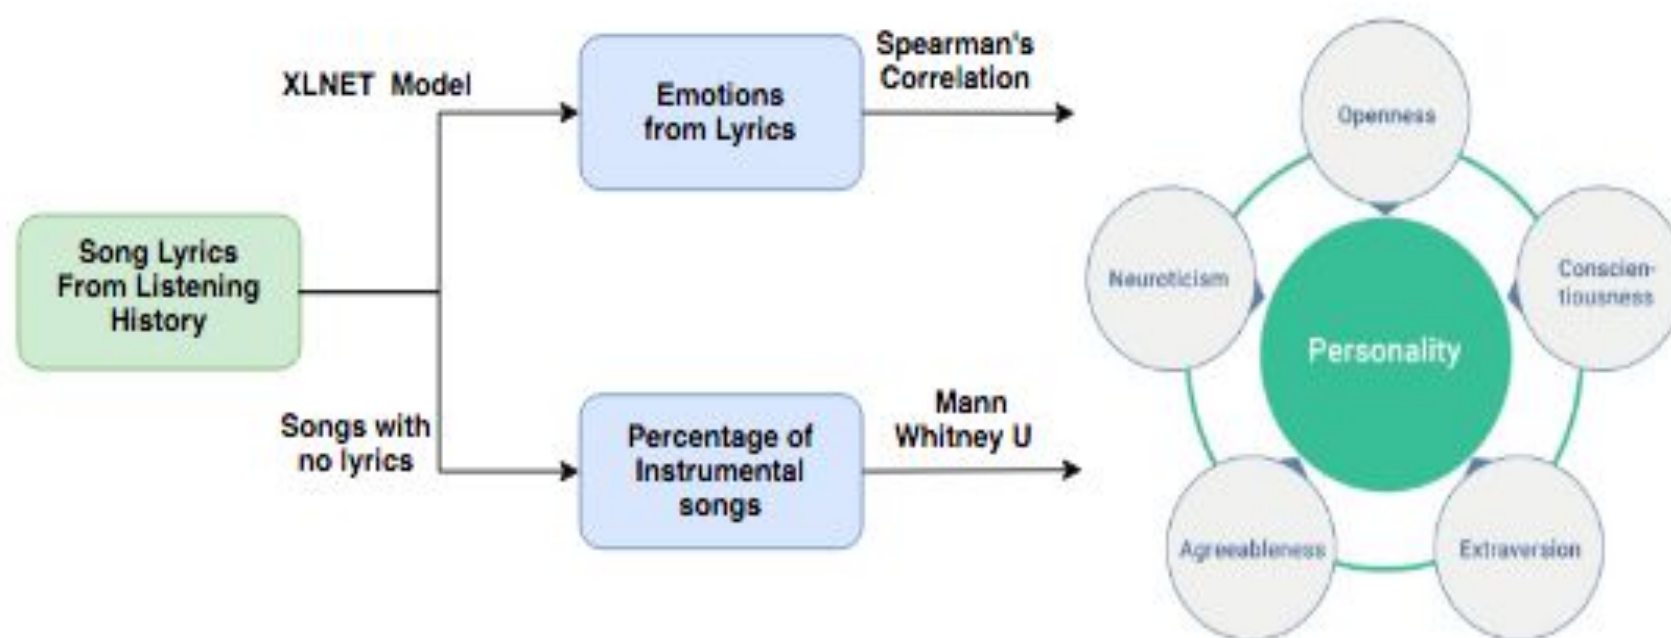 Song Lyrics
From Listening
History
XLNET Model
Emotions
from Lyrics
Spearman's
Correlation
Songs with
no lyrics
Percentage of
Instrumental
songs
Mann
Whitney U
Openness
Neuroticism
Conscien-
tiousness
Personality
Agreeableness
Extraversion